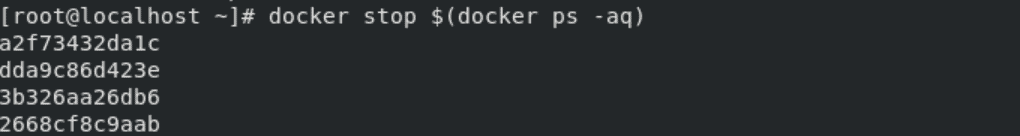 [root@localhost ~]# docker stop $(docker ps -aq)
a2f73432da1c
dda9c86d423e
3b326aa26db6
2668cf8c9aab